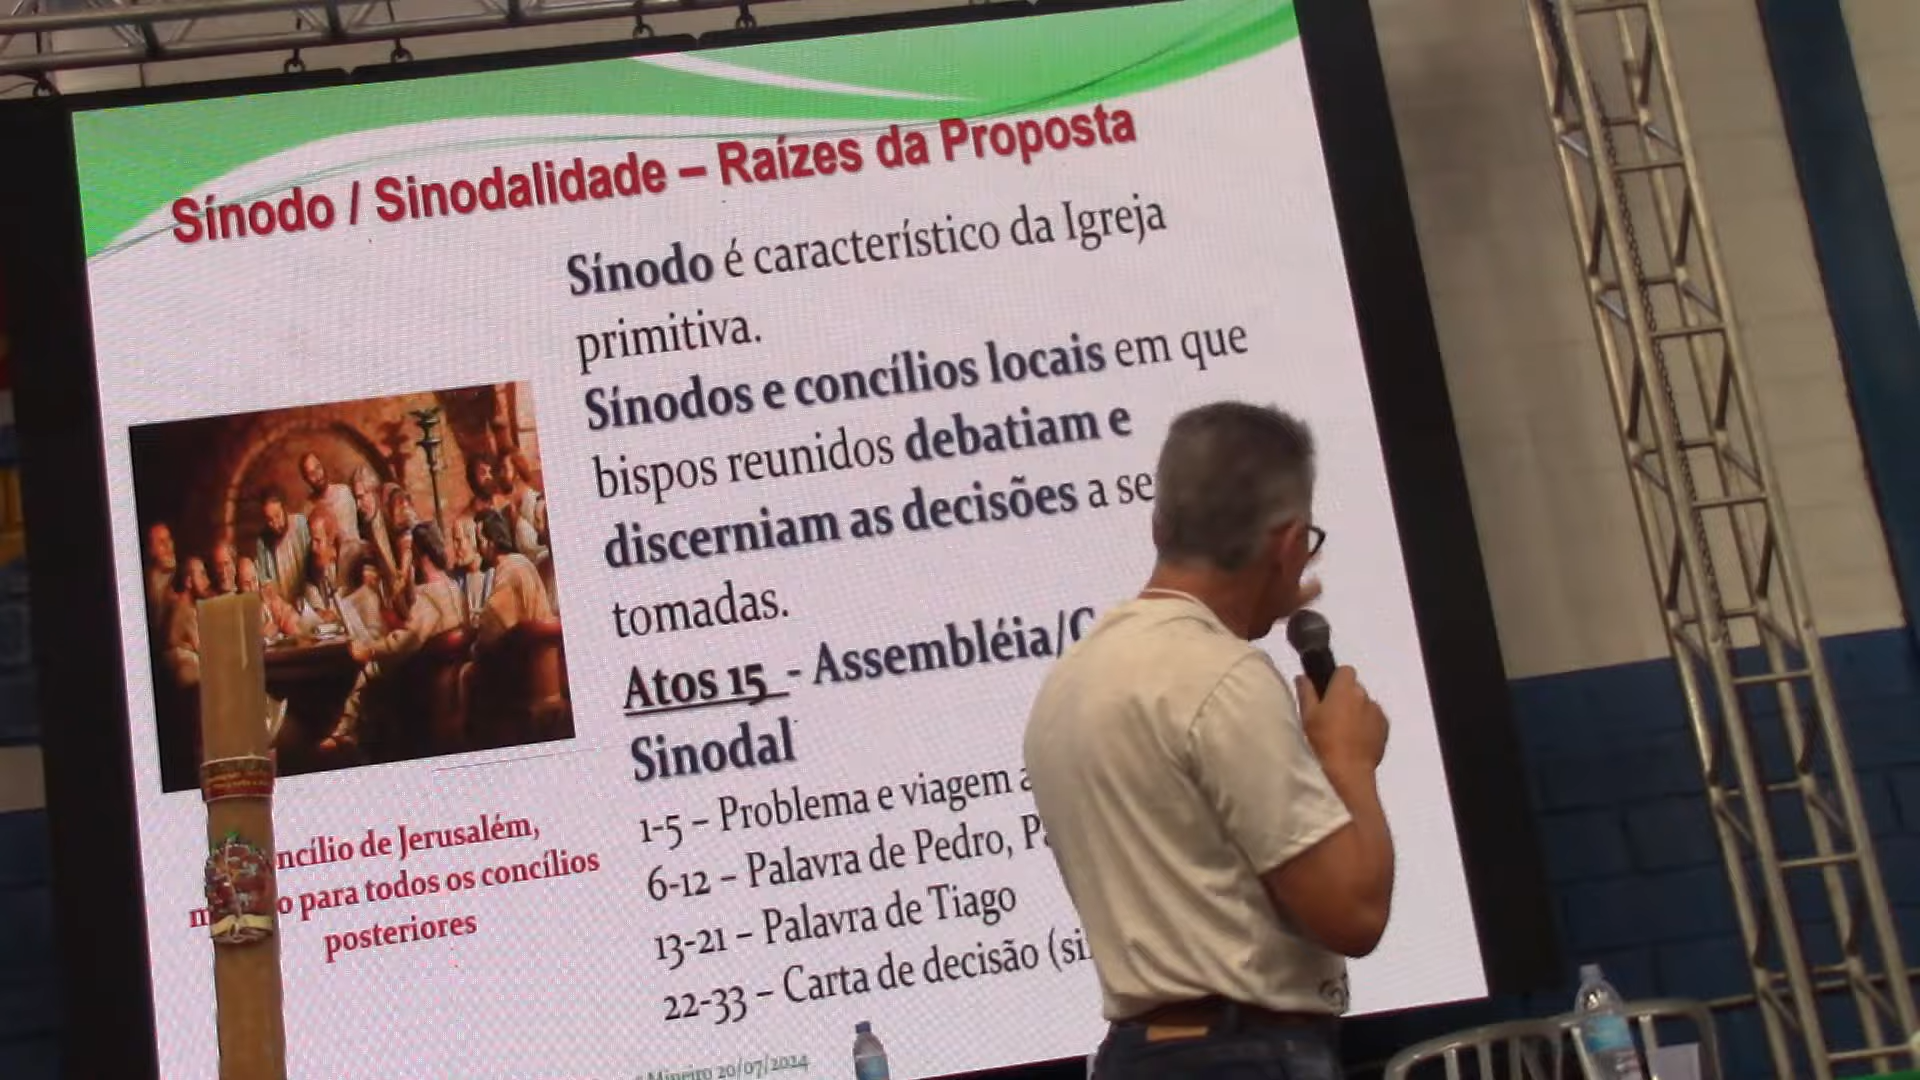 Sínodo / Sinodalidade – Raízes da Proposta
Sínodo é característico da Igreja
primitiva.
Sínodos e concílios locais em que
bispos reunidos debatiam e
discerniam as decisões a se
tomadas.
Atos 15 - Assembléia/
Sinodal
1-5 – Problema e viagem a
6-12 – Palavra de Pedro,
13-21 – Palavra de Tiago
22-33 – Carta de decisão (si
ncílio de Jerusalém,
o para todos os concílios
posteriores
Mineiro 20/07/2024